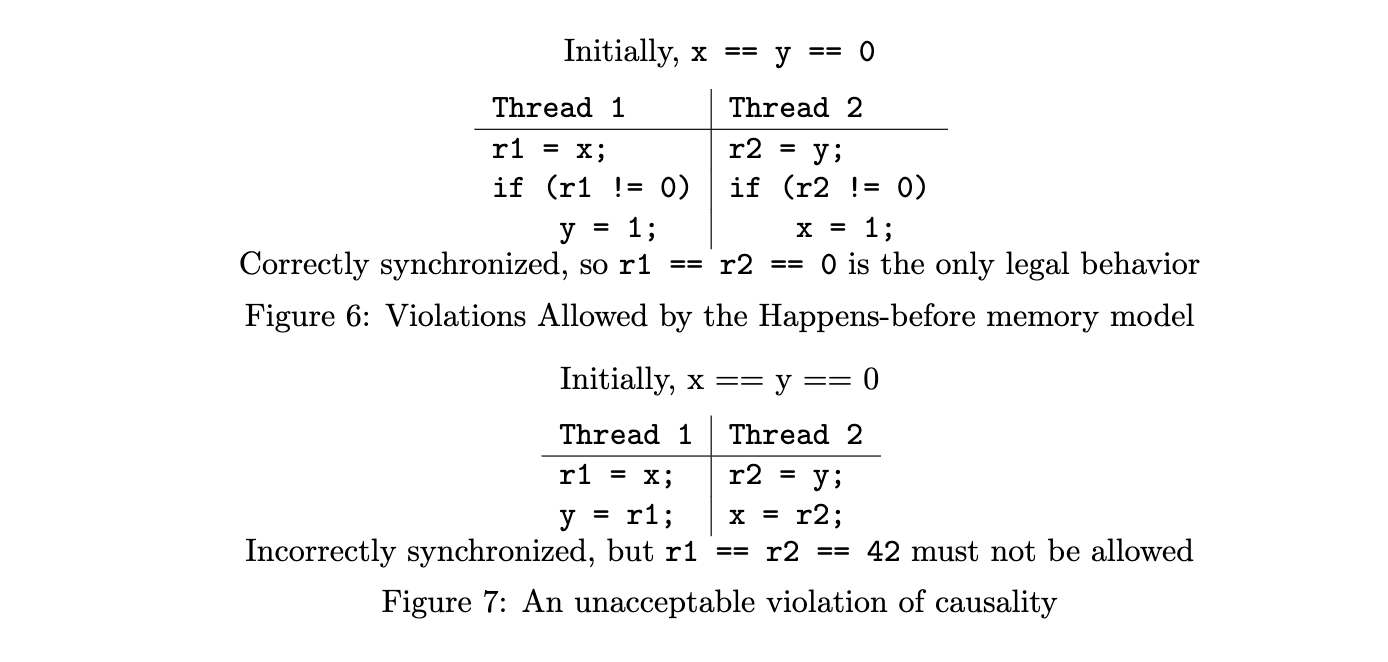 Initially, x == y == 0
Thread 1 Thread 2
r1 = x; r2 = y;
if (r1 != 0) if (r2 != 0)
y = 1; x = 1;
Correctly synchronized, so r1 == r2 == 0 is the only legal behavior
Figure 6: Violations Allowed by the Happens-before memory model
Initially, x == y == 0
Thread 1 Thread 2
r1 = x; r2 = y;
y = r1; x = r2;
Incorrectly synchronized, but r1 == r2 == 42 must not be allowed
Figure 7: An unacceptable violation of causality